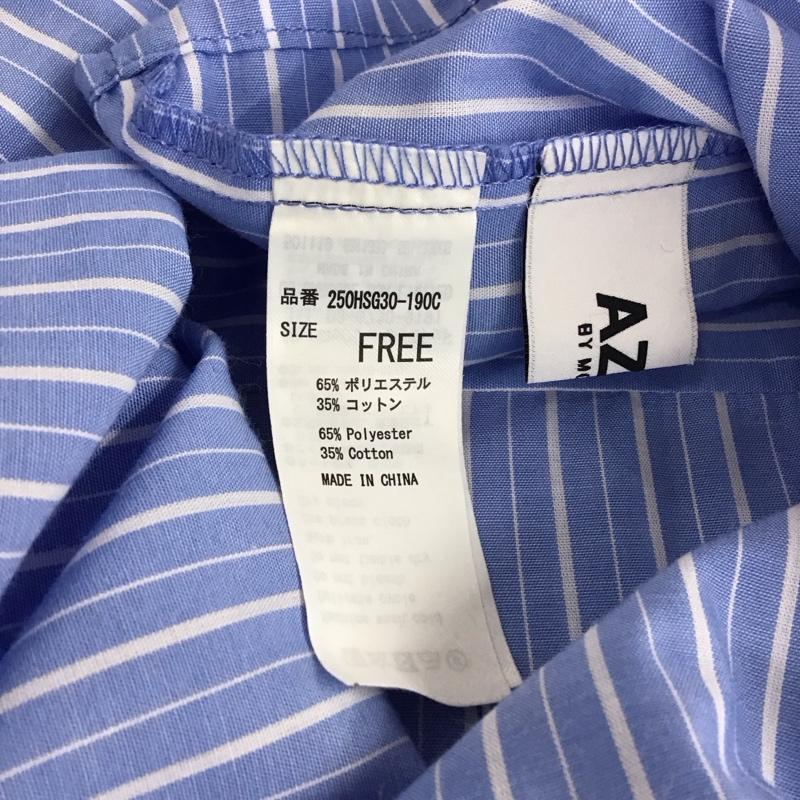 品番 250HSG30-190C
SIZE FREE
65% ポリエステル
35% コットン
65% Polyester
35% Cotton
MADE IN CHINA
AZ
BY MO